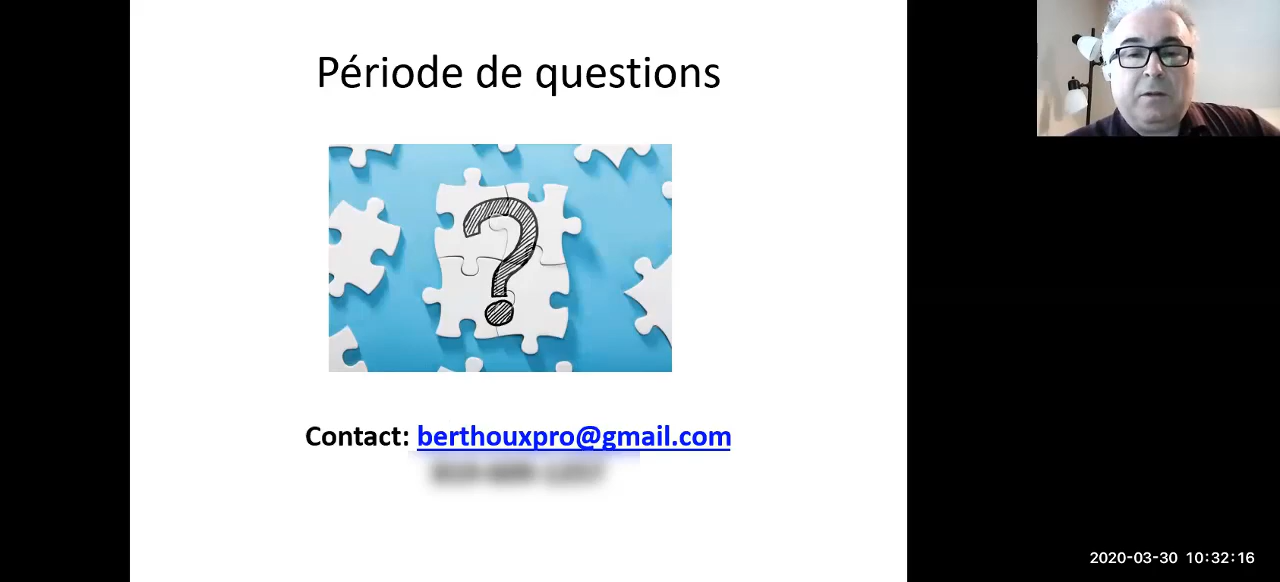 Période de questions
Contact: berthouxpro@gmail.com
2020-03-30 10:32:16